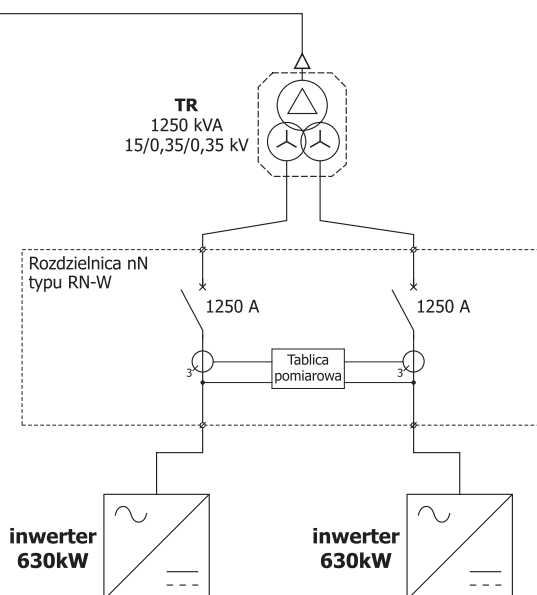 TR
1250 kVA
15/0,35/0,35 kV
Rozdzielnica nN
typu RN-W
1250 A
1250 A
Tablica
pomiarowa
3
3
inwerter
630kW
inwerter
630kW